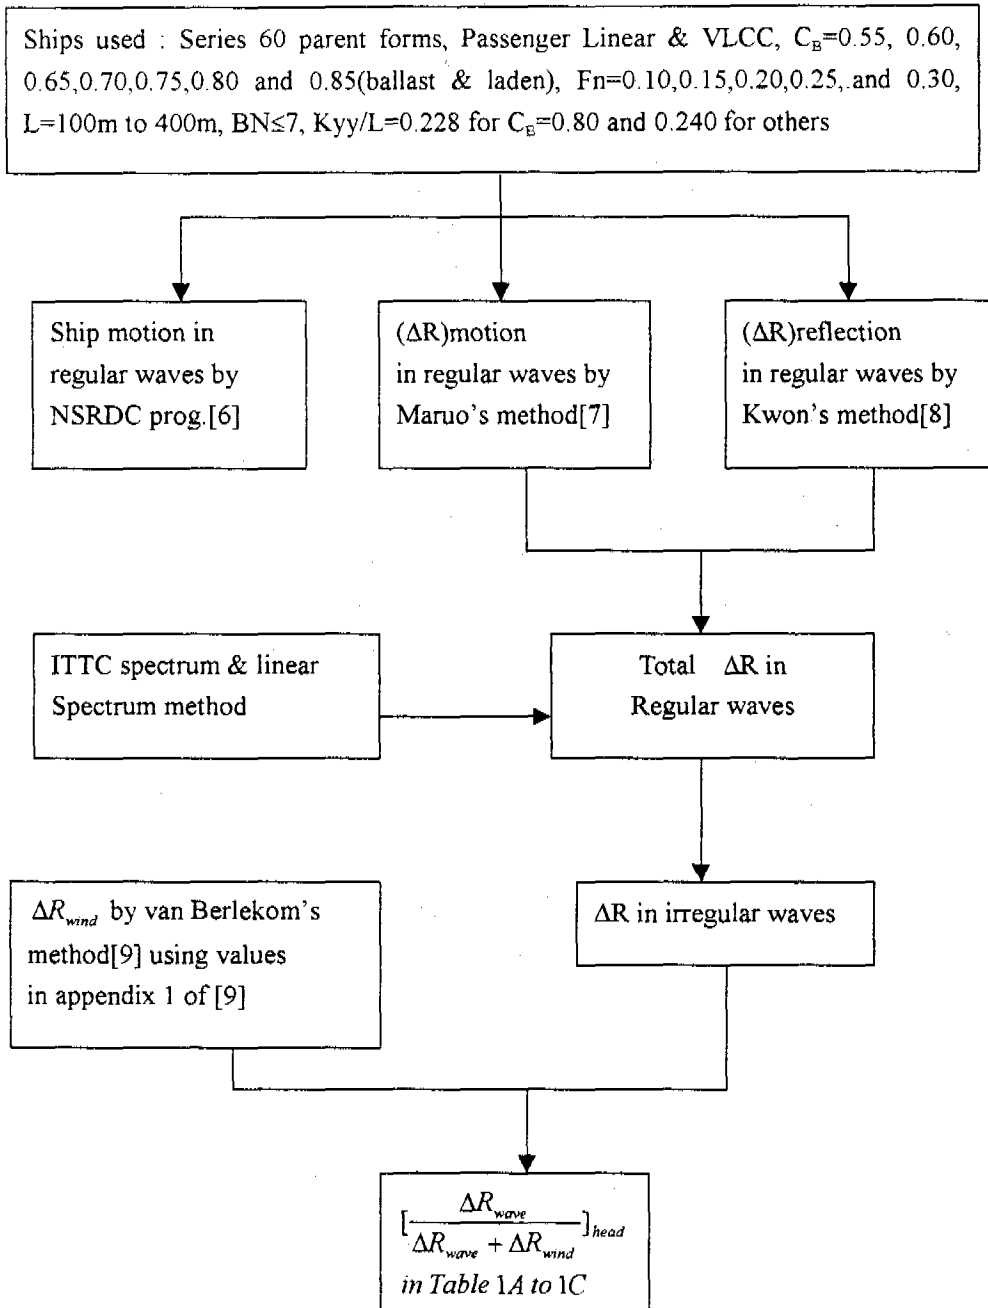 Ships used : Series 60 parent forms, Passenger Linear & VLCC, C_B=0.55, 0.60,
0.65,0.70,0.75,0.80 and 0.85(ballast & laden), Fn=0.10,0.15,0.20,0.25,.and 0.30,
L=100m to 400m, BN≤7, Kyy/L=0.228 for C_B=0.80 and 0.240 for others
Ship motion in
regular waves by
NSRDC prog.[6]
(ΔR)motion
in regular waves by
Maruo's method[7]
(ΔR)reflection
in regular waves by
Kwon's method[8]
ITTC spectrum & linear
Spectrum method
Total ΔR in
Regular waves
ΔR_wind by van Berlekom's
method[9] using values
in appendix 1 of [9]
ΔR in irregular waves
[ΔR_wave / (ΔR_wave + ΔR_wind)]_head
in Table 1A to 1C